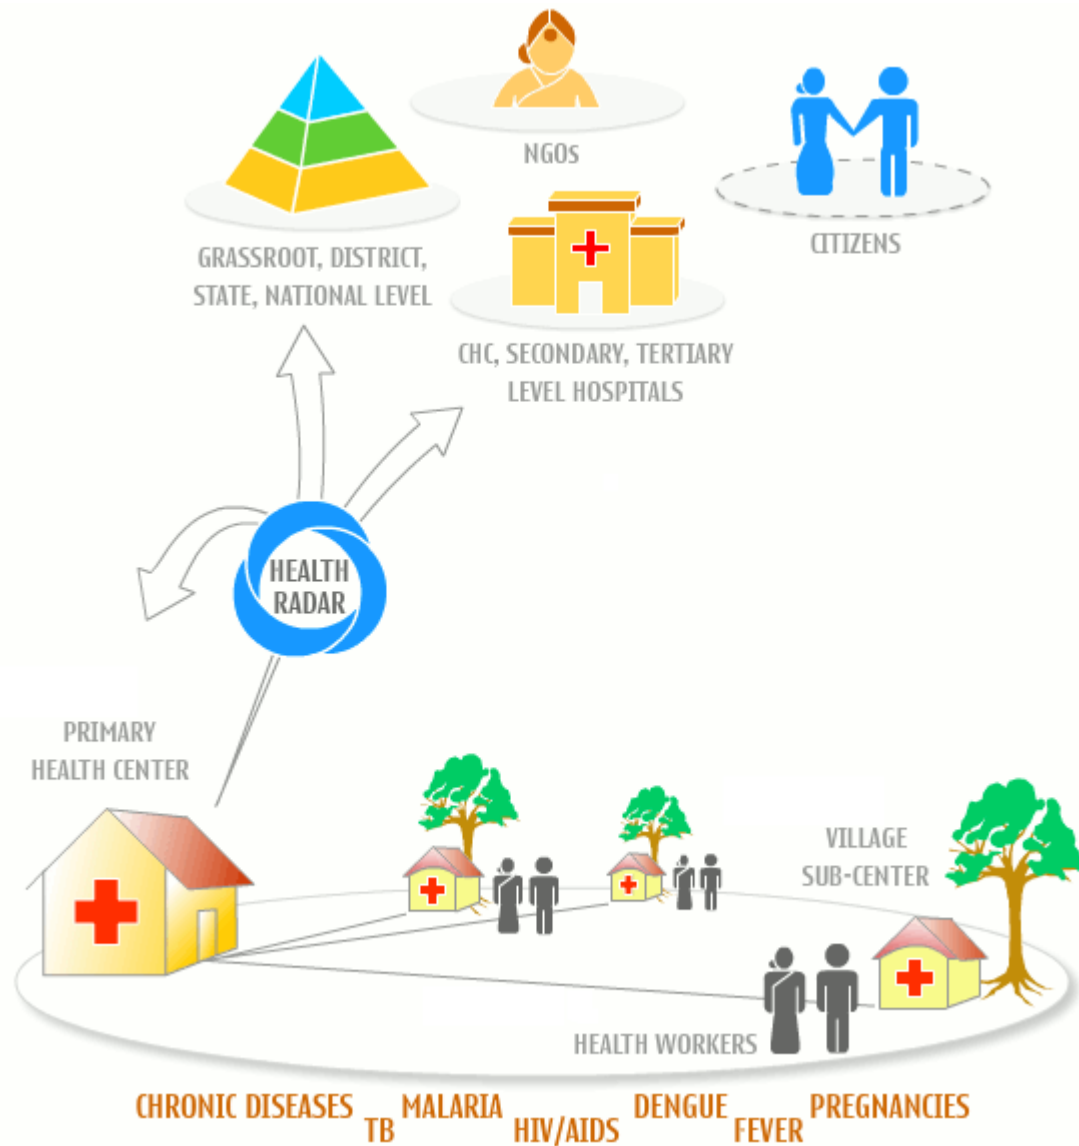 NGOs
CITIZENS
GRASSROOT, DISTRICT,
STATE, NATIONAL LEVEL
CHC, SECONDARY, TERTIARY
LEVEL HOSPITALS
HEALTH
RADAR
PRIMARY
HEALTH CENTER
VILLAGE
SUB-CENTER
HEALTH WORKERS
CHRONIC DISEASES TB MALARIA HIV/AIDS DENGUE FEVER PREGNANCIES